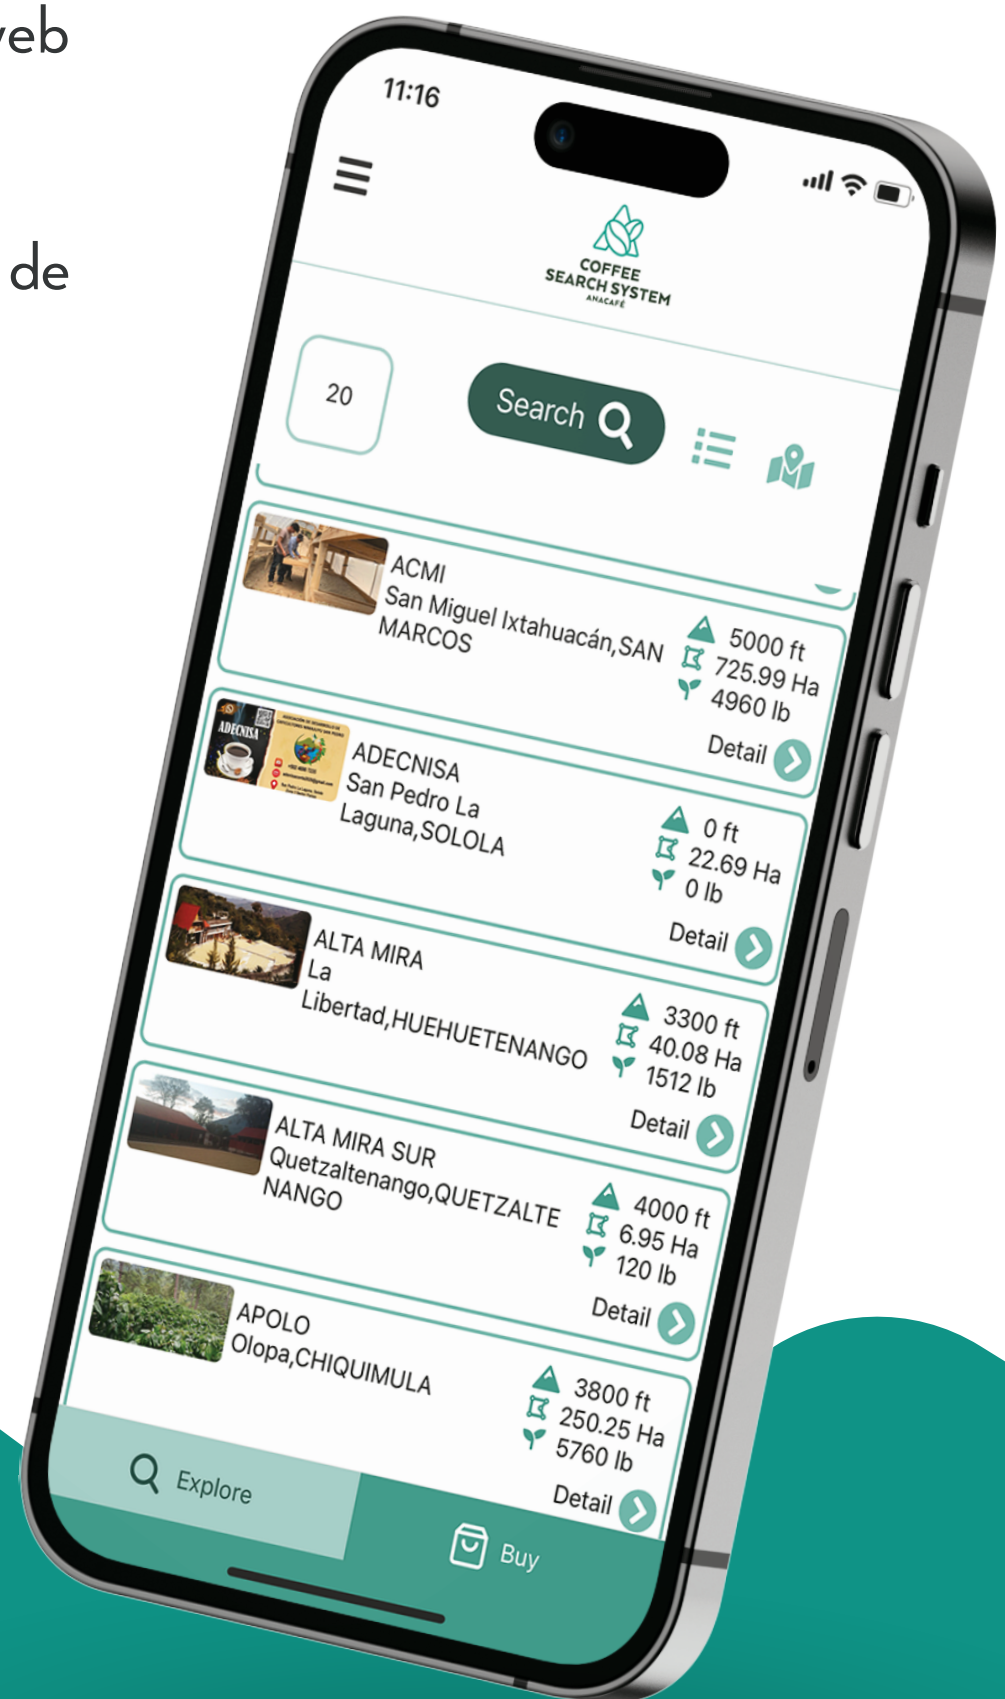 web
de
11:16
COFFEE
SEARCH SYSTEM
ANACAFÉ
20
Search
ACMI
San Miguel Ixtahuacán,SAN
MARCOS
5000 ft
725.99 Ha
4960 lb
Detail
ADECNISA
ADECNISA
San Pedro La
Laguna,SOLOLA
0 ft
22.69 Ha
0 lb
Detail
ALTA MIRA
La
Libertad,HUEHUETENANGO
3300 ft
40.08 Ha
1512 lb
Detail
ALTA MIRA SUR
Quetzaltenango,QUETZALTE
NANGO
4000 ft
6.95 Ha
120 lb
Detail
APOLO
Olopa,CHIQUIMULA
3800 ft
250.25 Ha
5760 lb
Detail
Explore
Buy